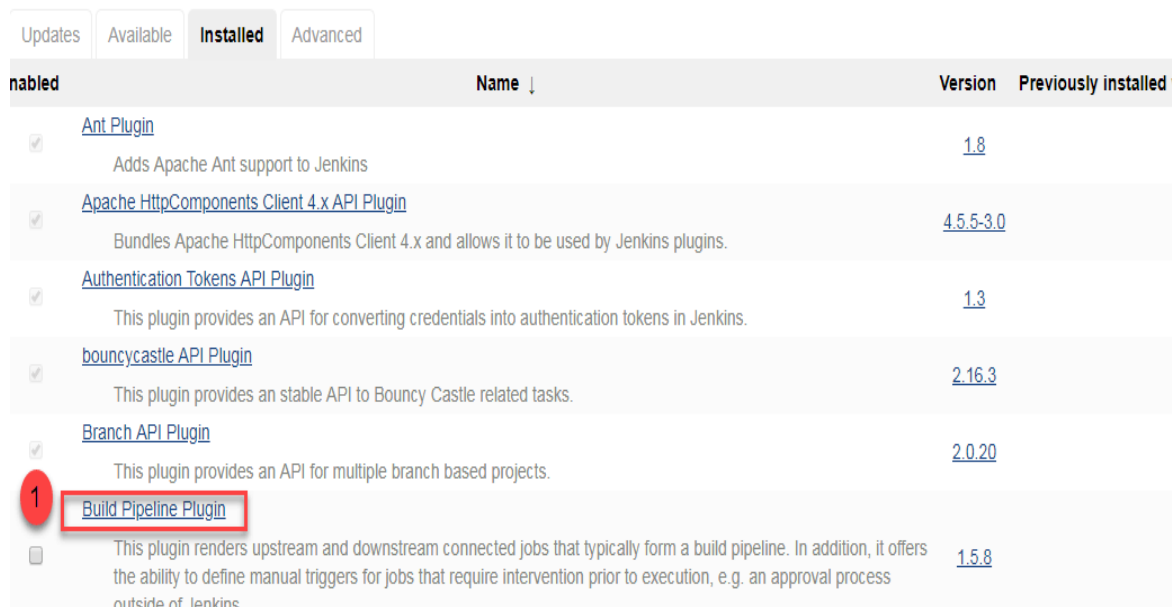 Updates Available Installed Advanced
nabled Name ↓ Version Previously installed
Ant Plugin
1.8
Adds Apache Ant support to Jenkins
Apache HttpComponents Client 4.x API Plugin
4.5.5-3.0
Bundles Apache HttpComponents Client 4.x and allows it to be used by Jenkins plugins.
Authentication Tokens API Plugin
1.3
This plugin provides an API for converting credentials into authentication tokens in Jenkins.
bouncycastle API Plugin
2.16.3
This plugin provides an stable API to Bouncy Castle related tasks.
Branch API Plugin
2.0.20
This plugin provides an API for multiple branch based projects.
1
Build Pipeline Plugin
This plugin renders upstream and downstream connected jobs that typically form a build pipeline. In addition, it offers
1.5.8
the ability to define manual triggers for jobs that require intervention prior to execution, e.g. an approval process
outside of Jenkins